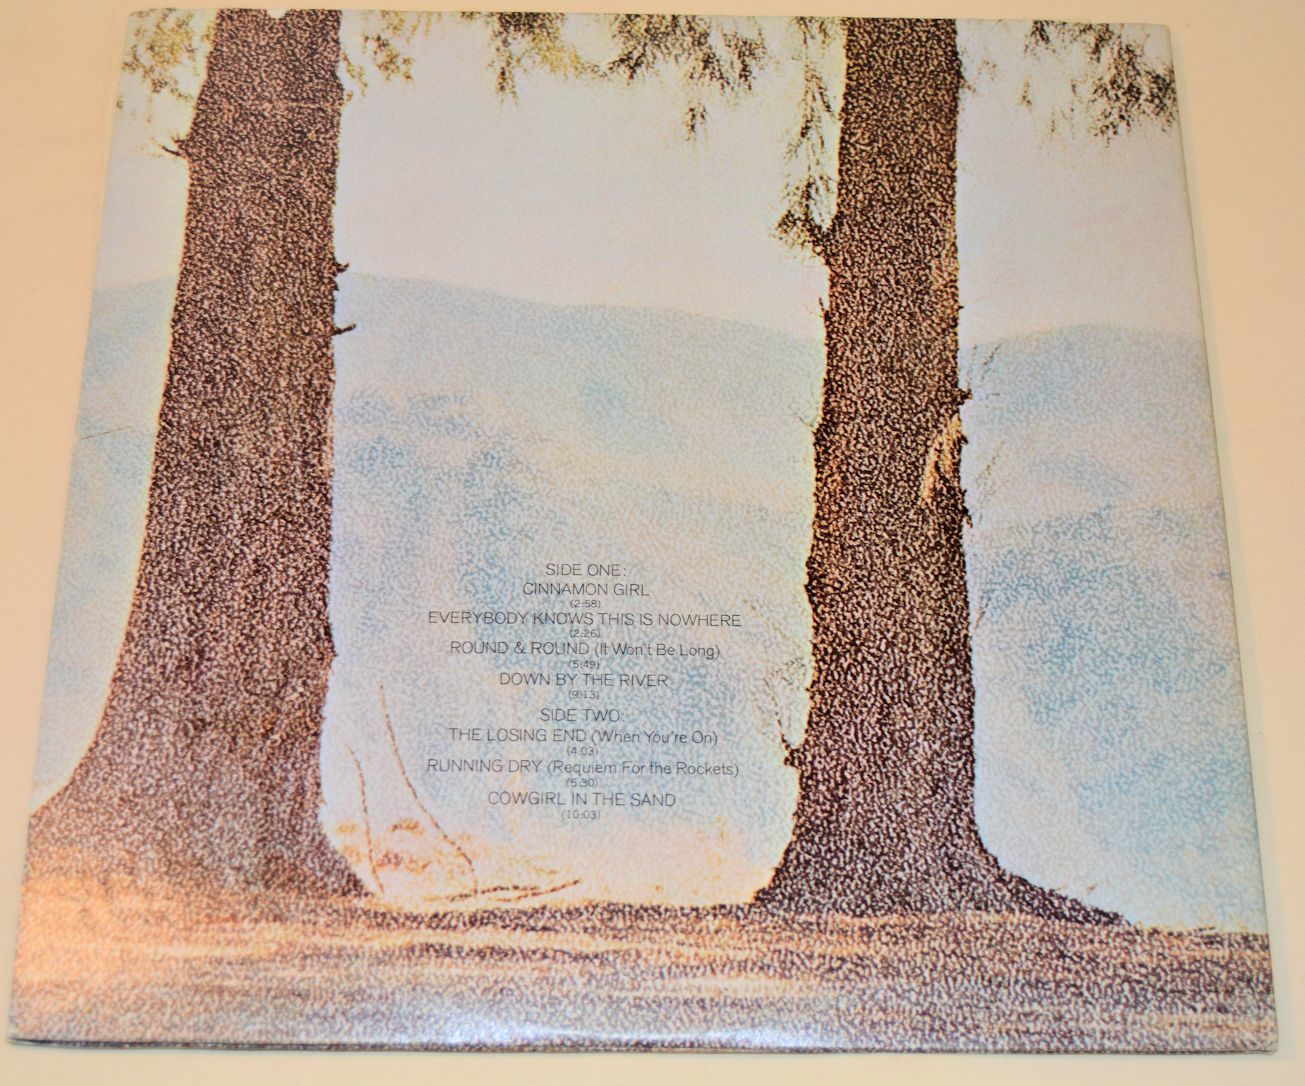 SIDE ONE:
CINNAMON GIRL
(2:58)
EVERYBODY KNOWS THIS IS NOWHERE
(2:26)
ROUND & ROUND (It Won't Be Long)
(5:49)
DOWN BY THE RIVER
(9:13)
SIDE TWO:
THE LOSING END (When You're On)
(4:03)
RUNNING DRY (Requiem For the Rockets)
(5:30)
COWGIRL IN THE SAND
(10:03)